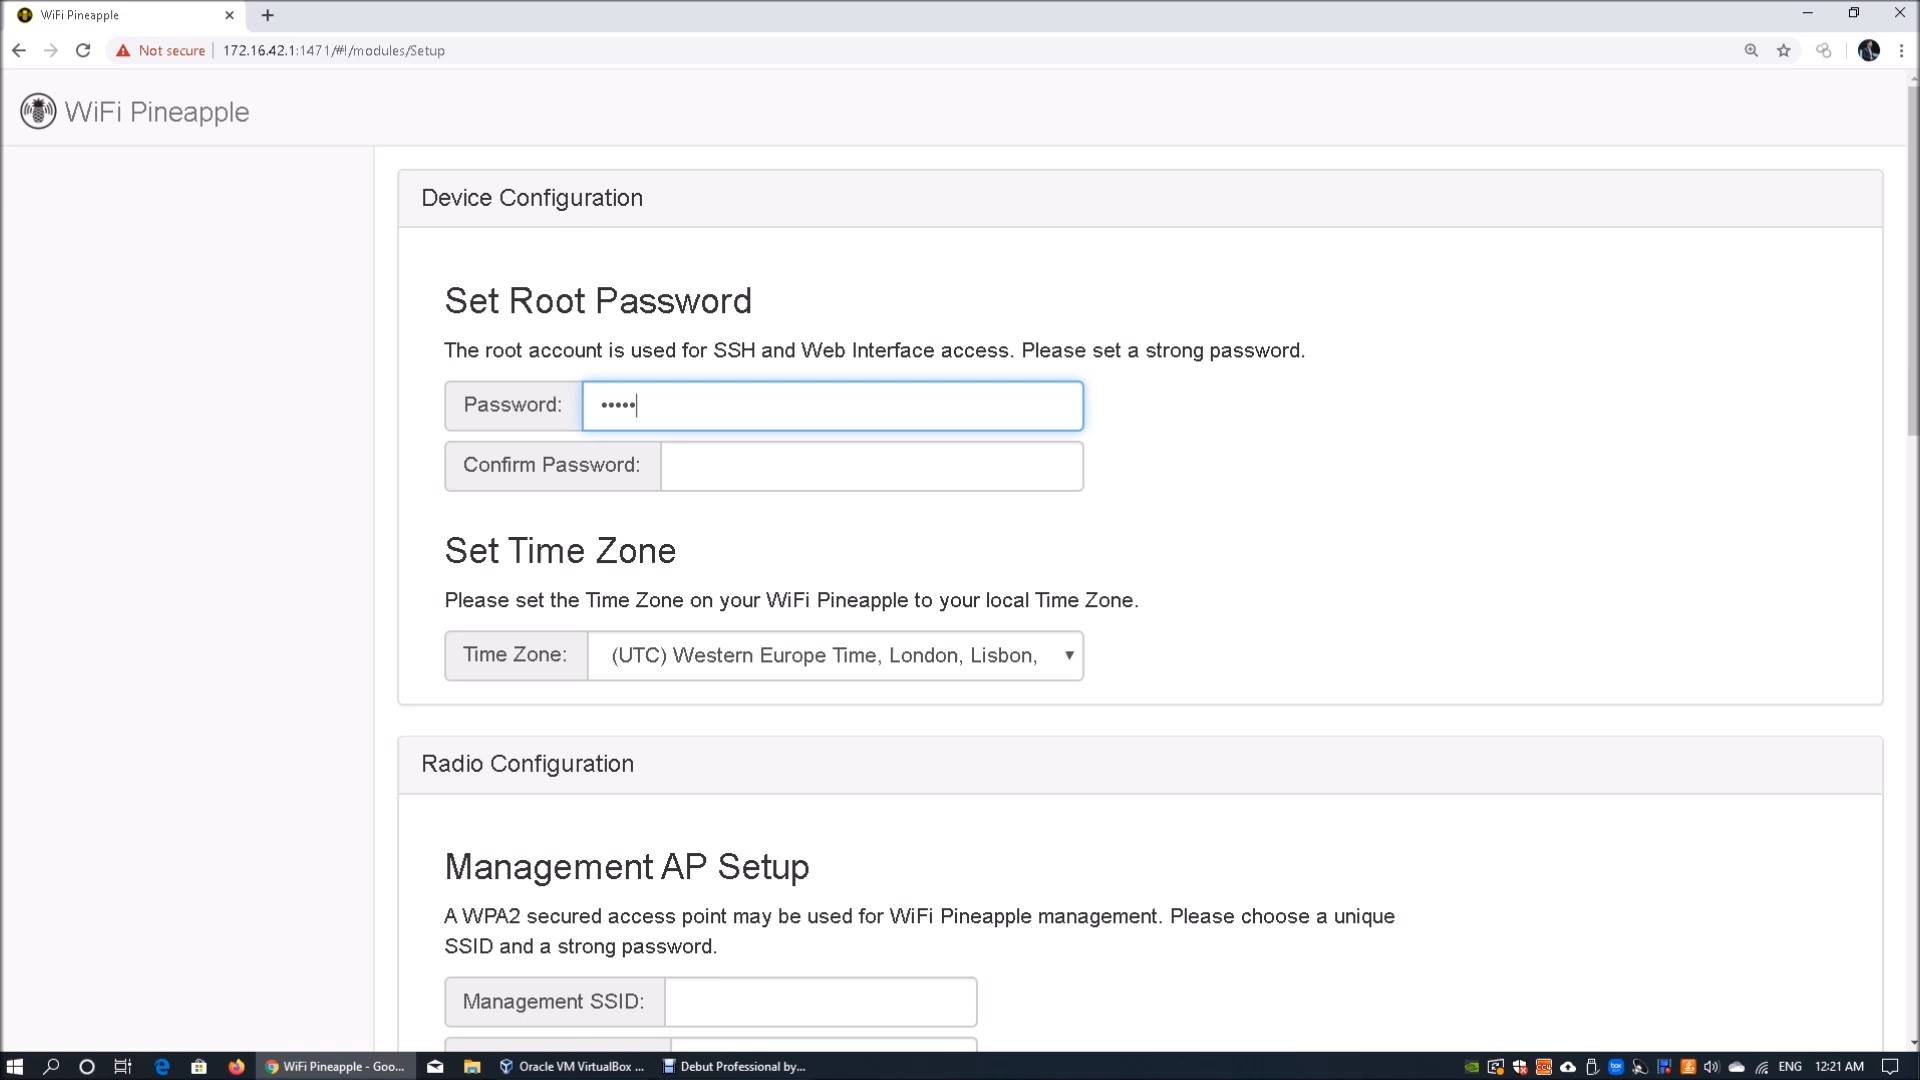 WiFi Pineapple
Not secure
172.16.42.1:1471/#!/modules/Setup
WiFi Pineapple
Device Configuration
Set Root Password
The root account is used for SSH and Web Interface access. Please set a strong password.
Password: •••••
Confirm Password:
Set Time Zone
Please set the Time Zone on your WiFi Pineapple to your local Time Zone.
Time Zone: (UTC) Western Europe Time, London, Lisbon,
Radio Configuration
Management AP Setup
A WPA2 secured access point may be used for WiFi Pineapple management. Please choose a unique
SSID and a strong password.
Management SSID:
WiFi Pineapple - Goo...
Oracle VM VirtualBox ...
Debut Professional by...
ENG
12:21 AM